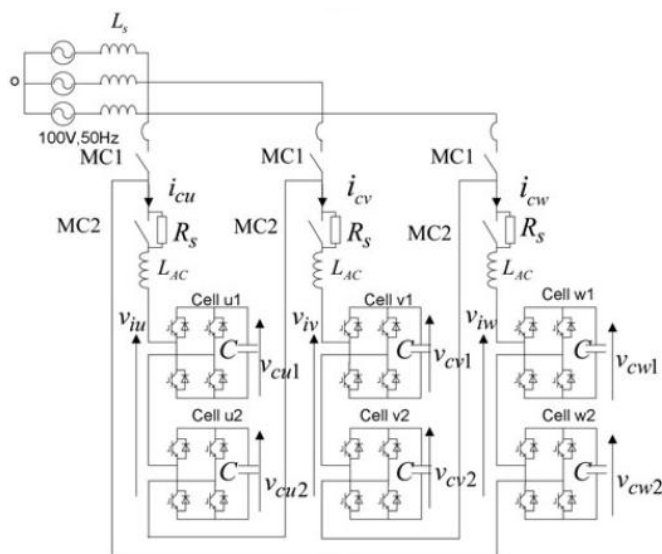 L_s
o
100V,50Hz
MC1 MC1 MC1
i_cu i_cv i_cw
MC2 R_s MC2 R_s MC2 R_s
L_AC L_AC L_AC
Cell u1 Cell v1 Cell w1
v_iu C v_cu1 v_iv C v_cv1 v_iw C v_cw1
Cell u2 Cell v2 Cell w2
C v_cu2 C v_cv2 C v_cw2